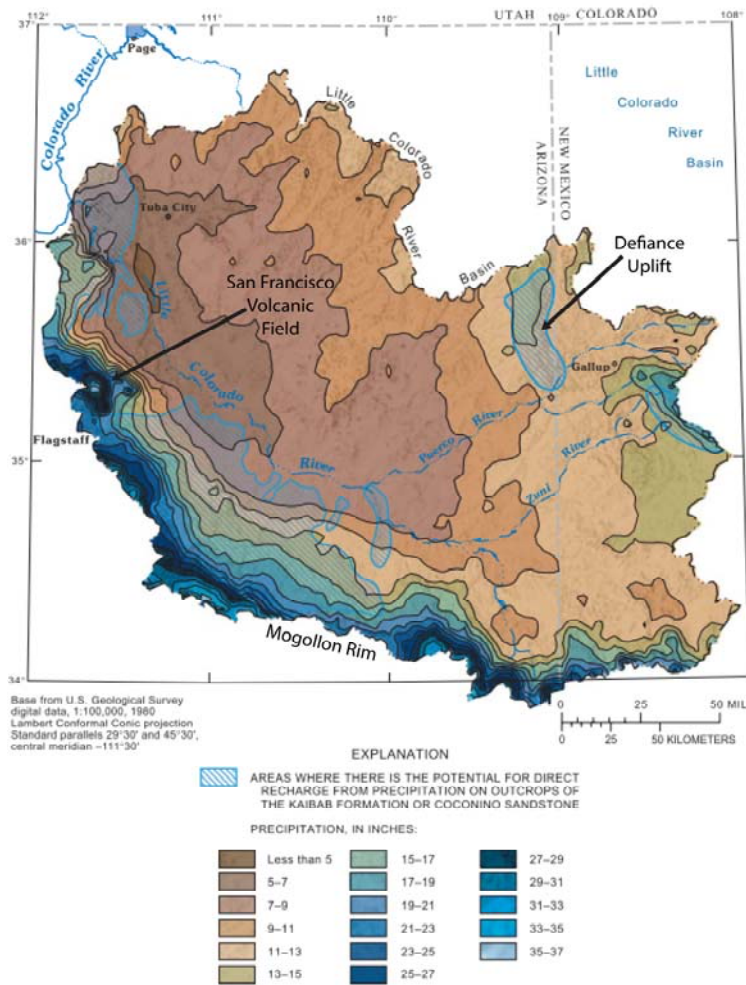 112°
111°
110°
UTAH
109°
COLORADO
108°
37°
Page
Colorado River
Little
Colorado
River
Basin
Little
Colorado
River
Basin
NEW MEXICO
ARIZONA
Tuba City
36°
Defiance
Uplift
San Francisco
Volcanic
Field
Little
Colorado
River
Gallup
Puerco River
Zuni River
Flagstaff
35°
Mogollon Rim
34°
Base from U.S. Geological Survey
digital data, 1:100,000, 1980
Lambert Conformal Conic projection
Standard parallels 29°30' and 45°30',
central meridian –111°30'
0 25 50 MIL
0 25 50 KILOMETERS
EXPLANATION
AREAS WHERE THERE IS THE POTENTIAL FOR DIRECT
RECHARGE FROM PRECIPITATION ON OUTCROPS OF
THE KAIBAB FORMATION OR COCONINO SANDSTONE
PRECIPITATION, IN INCHES:
Less than 5
5–7
7–9
9–11
11–13
13–15
15–17
17–19
19–21
21–23
23–25
25–27
27–29
29–31
31–33
33–35
35–37